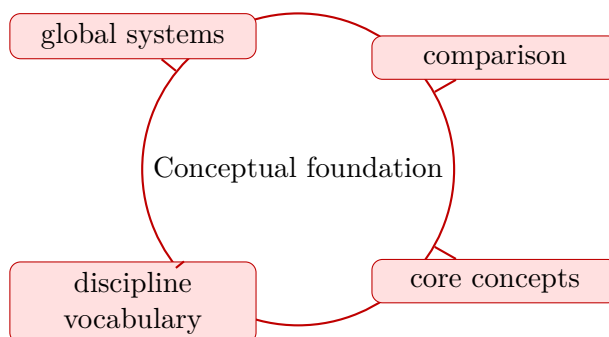 global systems
comparison
Conceptual foundation
discipline
vocabulary
core concepts